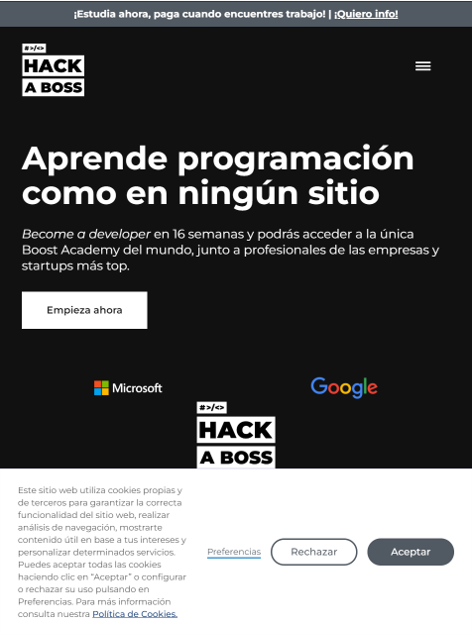 ¡Estudia ahora, paga cuando encuentres trabajo! | ¡Quiero info!
#>/<>
HACK
A BOSS
Aprende programación
como en ningún sitio
Become a developer en 16 semanas y podrás acceder a la única
Boost Academy del mundo, junto a profesionales de las empresas y
startups más top.
Empieza ahora
Microsoft
Google
#>/<>
HACK
A BOSS
Este sitio web utiliza cookies propias y
de terceros para garantizar la correcta
funcionalidad del sitio web, realizar
análisis de navegación, mostrarte
contenido útil en base a tus intereses y
personalizar determinados servicios.
Puedes aceptar todas las cookies
haciendo clic en “Aceptar” o configurar
o rechazar su uso pulsando en
Preferencias. Para más información
consulta nuestra Política de Cookies.
Preferencias
Rechazar
Aceptar